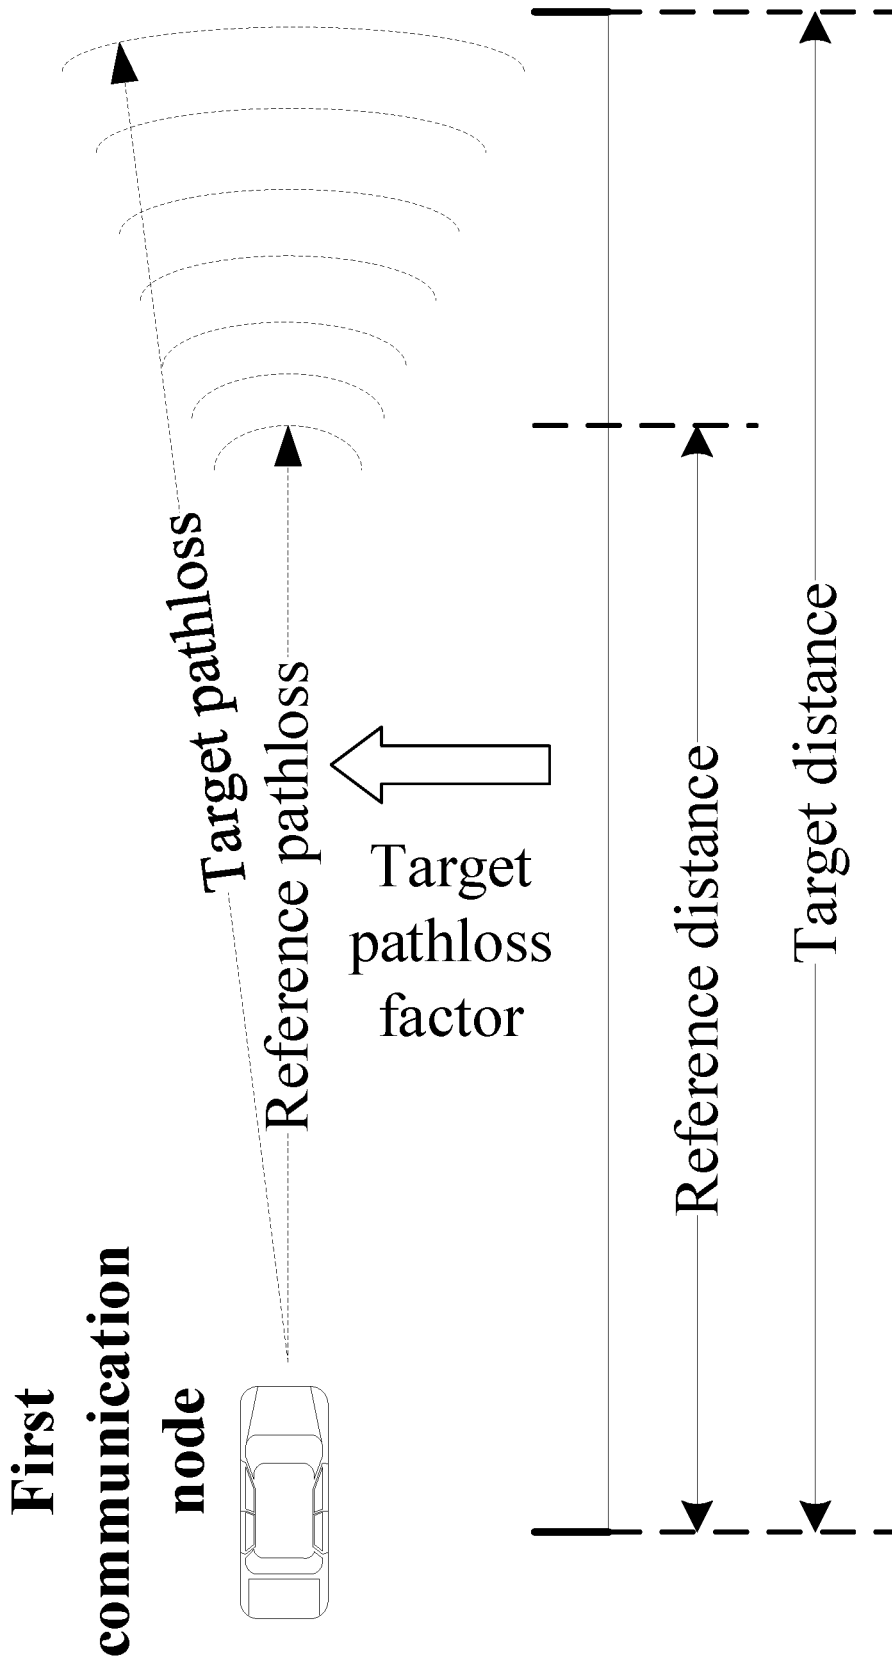 Target pathloss
Reference pathloss
Target
pathloss
factor
Reference distance
Target distance
First
communication
node